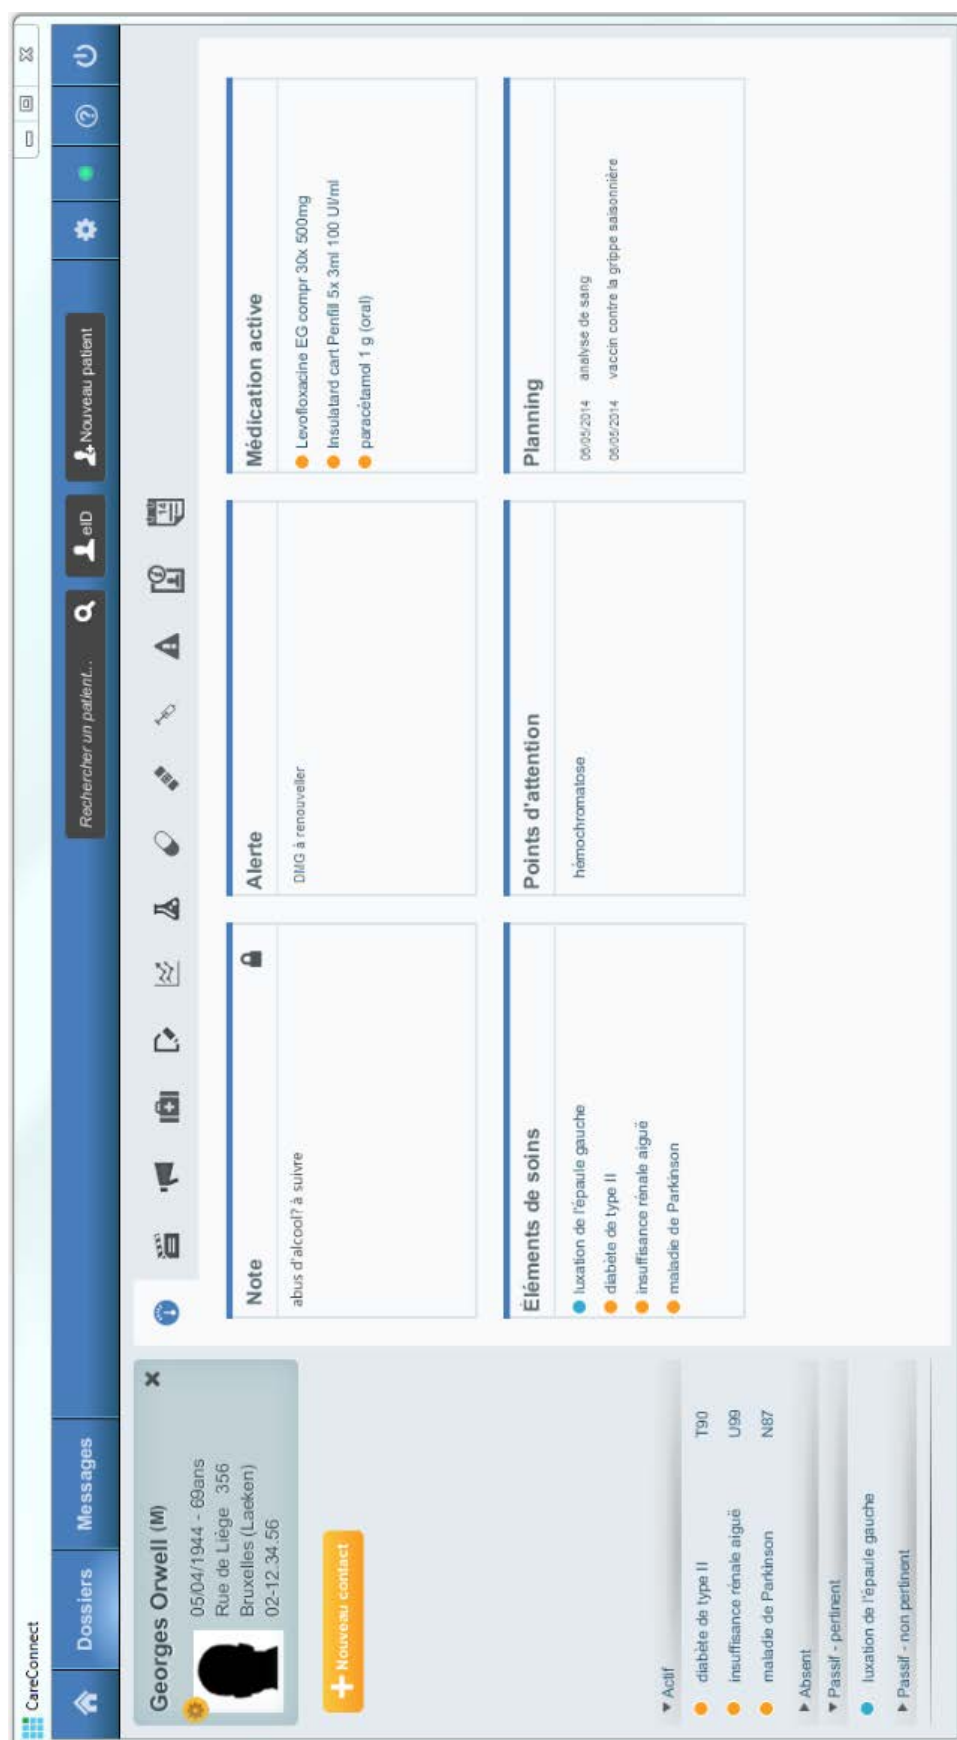 CareConnect
Dossiers
Messages
Rechercher un patient...
eID
Nouveau patient
Georges Orwell (M)
05/04/1944 - 69ans
Rue de Liège 356
Bruxelles (Laeken)
02-12.34.56
Nouveau contact
Actif
diabète de type II T90
insuffisance rénale aiguë U99
maladie de Parkinson N87
Absent
Passif - pertinent
luxation de l'épaule gauche
Passif - non pertinent
14
Note
abus d'alcool? à suivre
Alerte
DMG à renouveller
Médication active
Levofloxacine EG compr 30x 500mg
Insulatard cart Penfill 5x 3ml 100 UI/ml
paracétamol 1 g (oral)
Éléments de soins
luxation de l'épaule gauche
diabète de type II
insuffisance rénale aiguë
maladie de Parkinson
Points d'attention
hémochromatose
Planning
06/05/2014 analyse de sang
06/05/2014 vaccin contre la grippe saisonnière